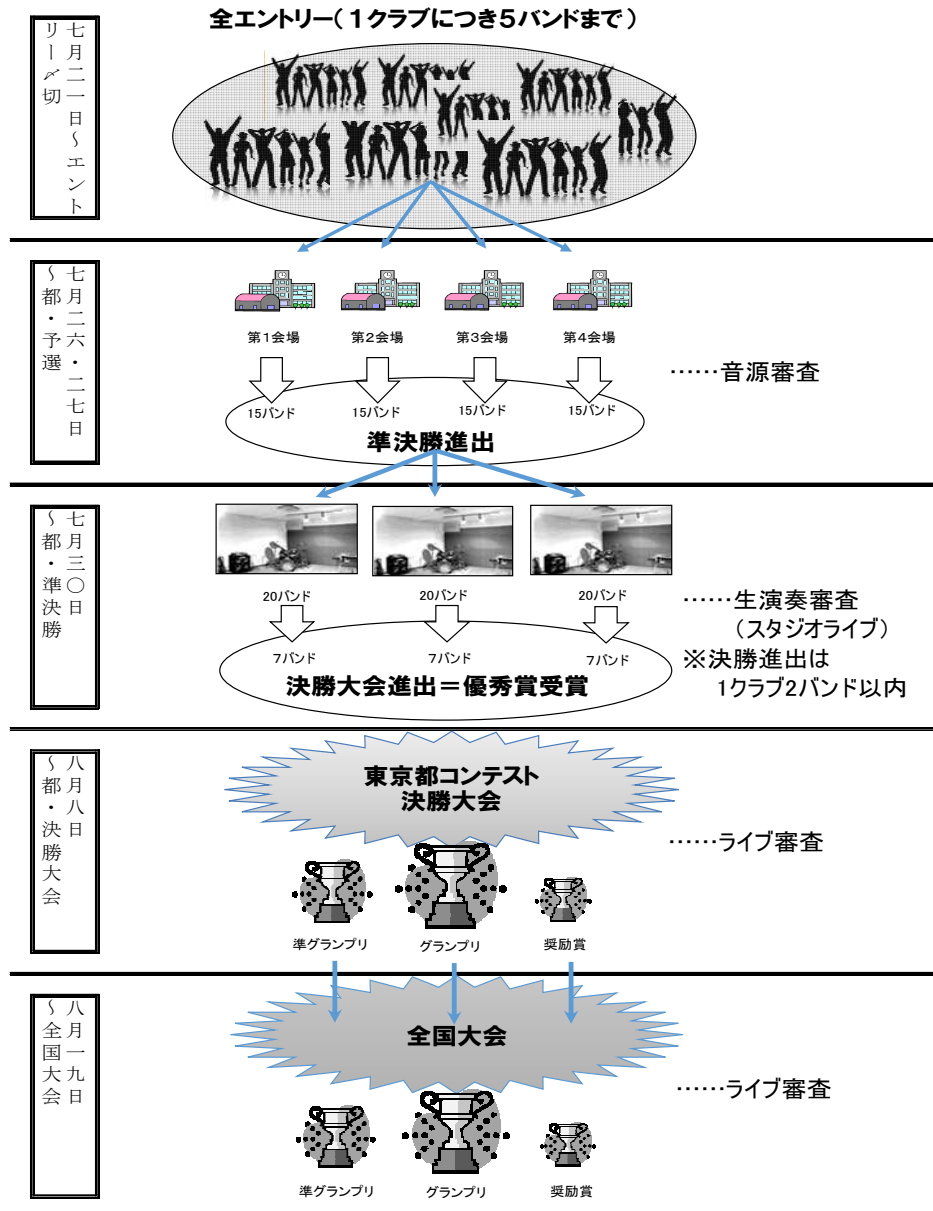 七月二一日~エント
リー〆切
全エントリー(1クラブにつき5バンドまで)
七月二六・二七日
~都・予選
第1会場
第2会場
第3会場
第4会場
……音源審査
15バンド
15バンド
15バンド
15バンド
準決勝進出
七月三〇日
~都・準決勝
20バンド
20バンド
20バンド
……生演奏審査
(スタジオライブ)
※決勝進出は
1クラブ2バンド以内
7バンド
7バンド
7バンド
決勝大会進出=優秀賞受賞
八月八日
~都・決勝大会
東京都コンテスト
決勝大会
……ライブ審査
準グランプリ
グランプリ
奨励賞
八月一九日
~全国大会
全国大会
……ライブ審査
準グランプリ
グランプリ
奨励賞